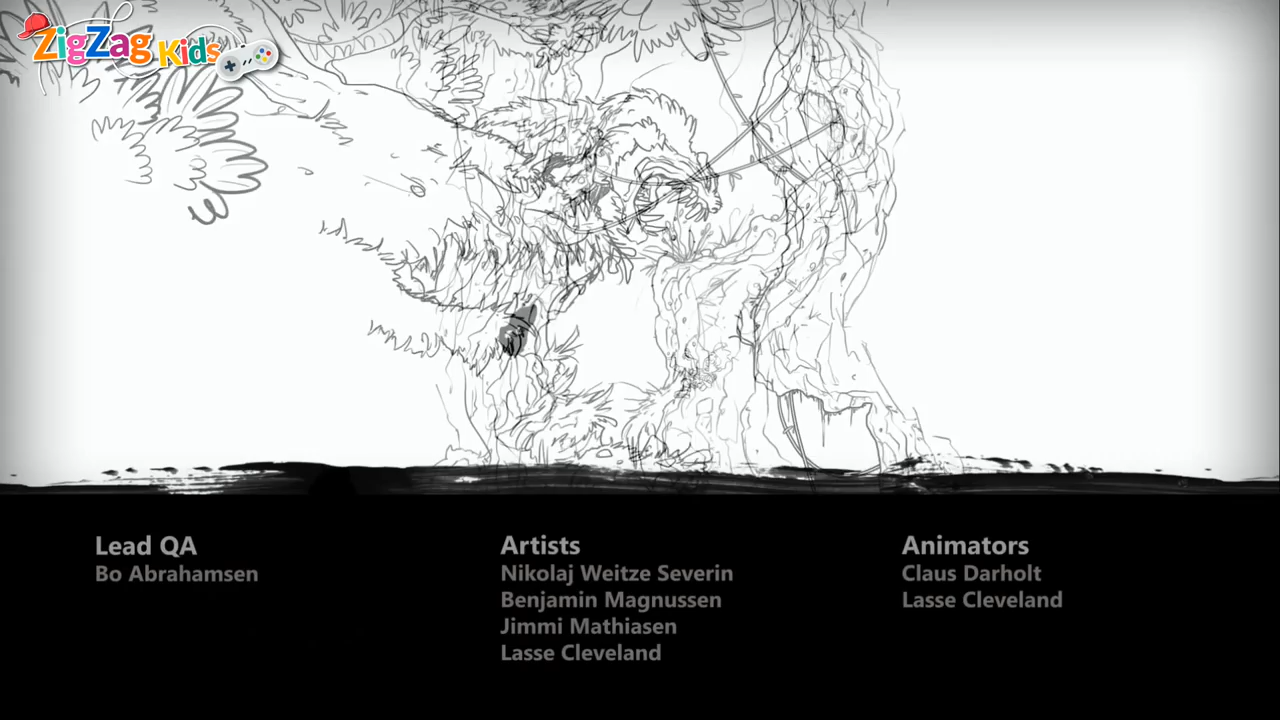 ZigZag Kids
Lead QA
Bo Abrahamsen
Artists
Nikolaj Weitze Severin
Benjamin Magnussen
Jimmi Mathiasen
Lasse Cleveland
Animators
Claus Darholt
Lasse Cleveland